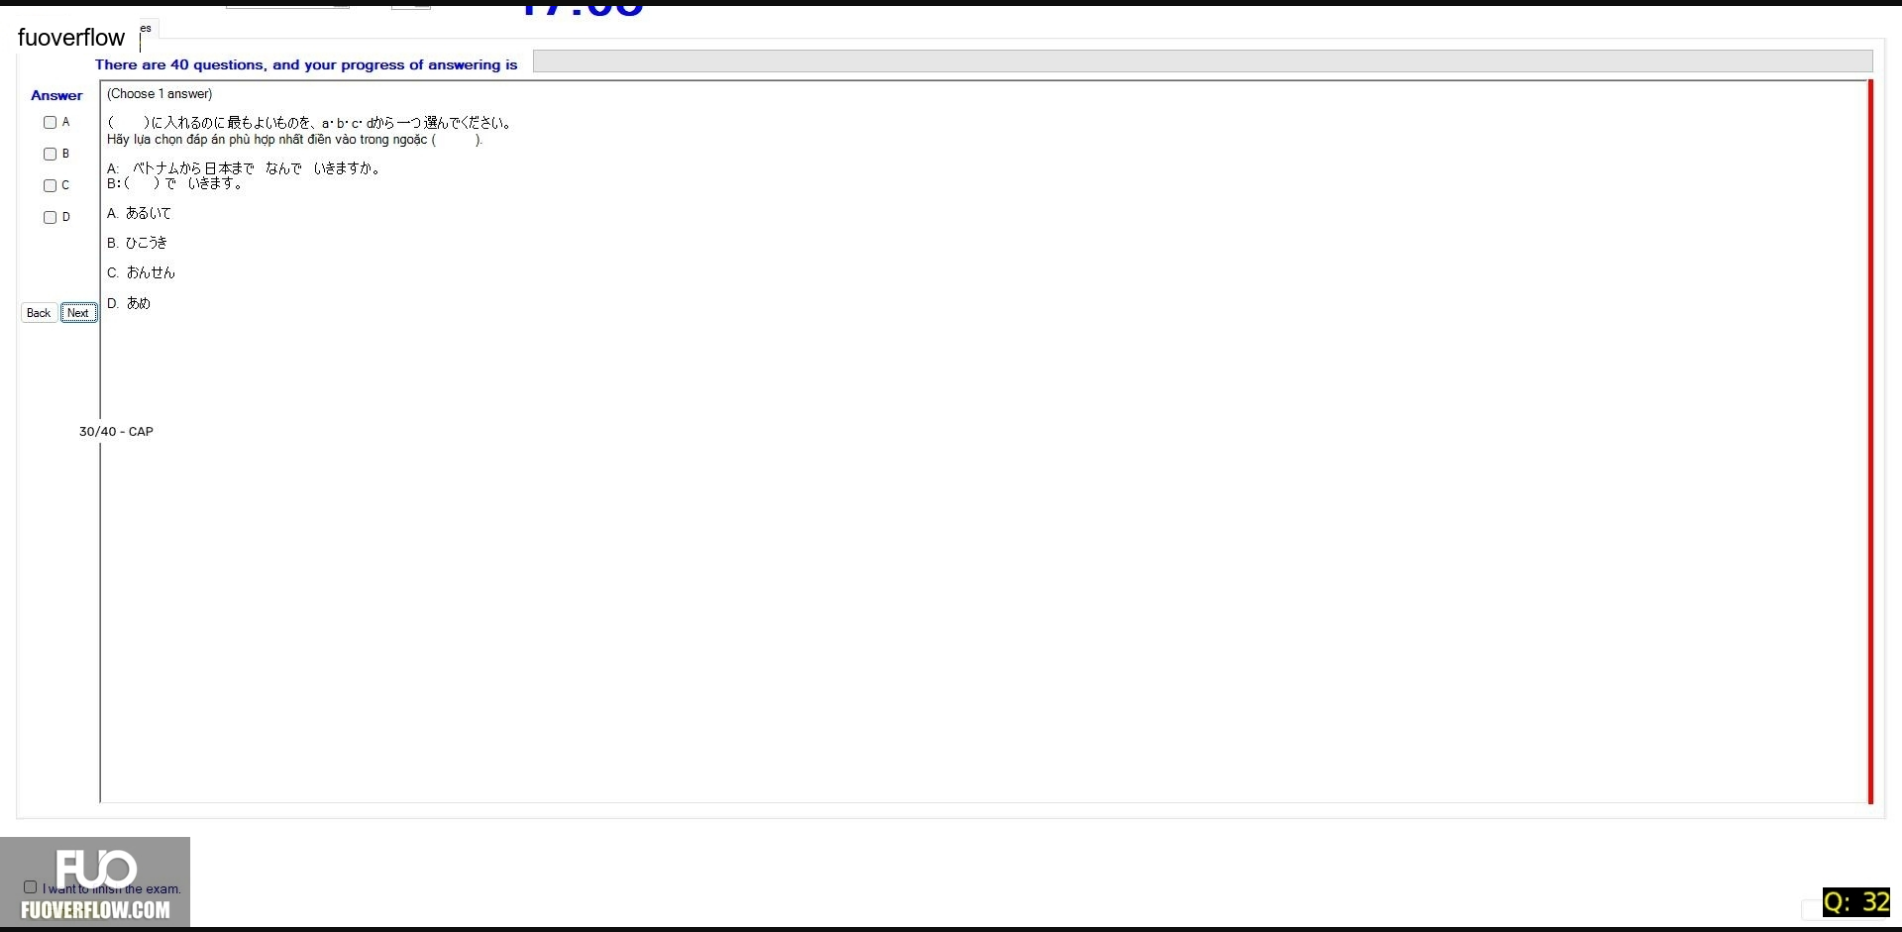 fuoverflow
es
There are 40 questions, and your progress of answering is
Answer
(Choose 1 answer)
A
B
C
D
(　　)に入れるのに最もよいものを、a・b・c・dから一つ選んでください。
Hãy lựa chọn đáp án phù hợp nhất điền vào trong ngoặc (　　).
A:　ベトナムから日本まで　なんで　いきますか。
B:(　　)で　いきます。
A. あるいて
B. ひこうき
C. おんせん
D. あめ
Back Next
30/40 - CAP
FUO
I want to finish the exam.
FUOVERFLOW.COM
Q: 32